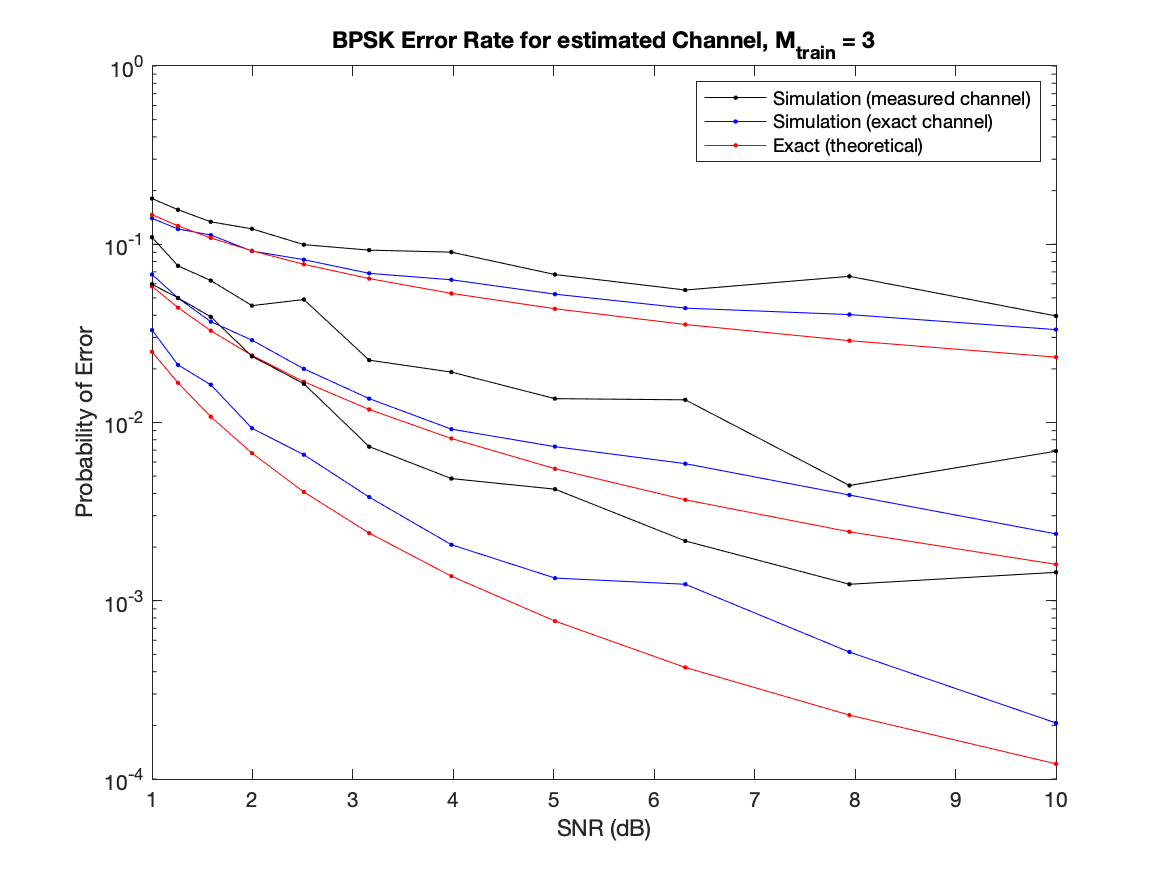 BPSK Error Rate for estimated Channel, M_train = 3
10^0
10^-1
10^-2
10^-3
10^-4
Probability of Error
Simulation (measured channel)
Simulation (exact channel)
Exact (theoretical)
1 2 3 4 5 6 7 8 9 10
SNR (dB)